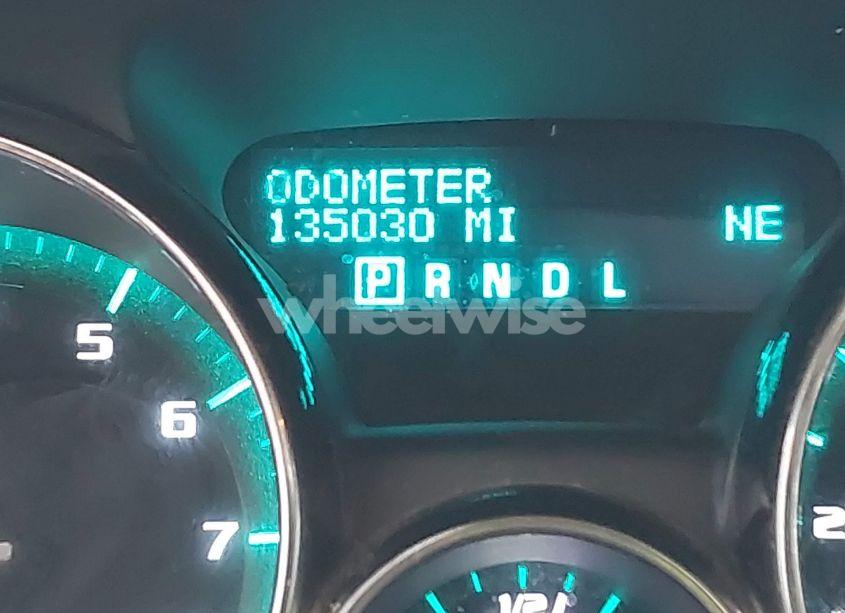 ODOMETER
135030 MI NE
P R N D L
wheelwise
5
6
7
2
1/2